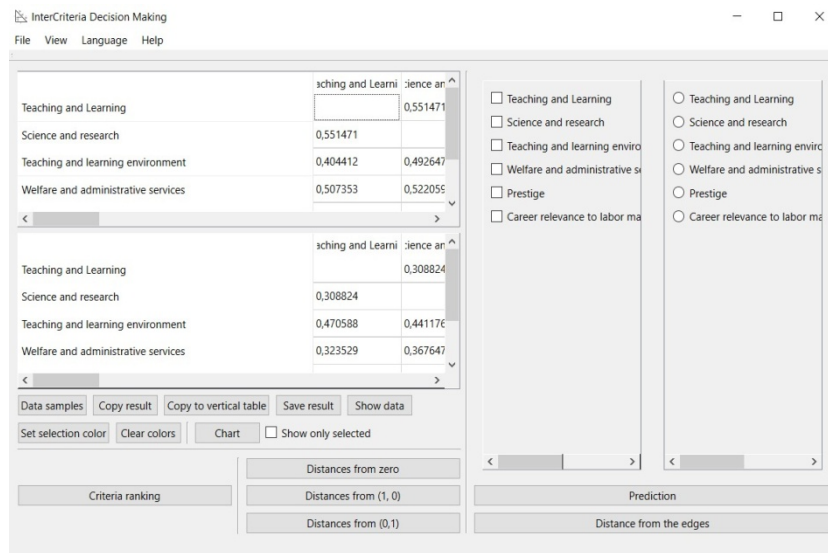 InterCriteria Decision Making
File View Language Help
aching and Learni :ience an
Teaching and Learning 0,551471
Science and research 0,551471
Teaching and learning environment 0,404412 0,492647
Welfare and administrative services 0,507353 0,522059
aching and Learni :ience an
Teaching and Learning 0,308824
Science and research 0,308824
Teaching and learning environment 0,470588 0,441176
Welfare and administrative services 0,323529 0,367647
Data samples Copy result Copy to vertical table Save result Show data
Set selection color Clear colors Chart Show only selected
Criteria ranking
Distances from zero
Distances from (1, 0)
Distances from (0,1)
Teaching and Learning
Science and research
Teaching and learning enviro
Welfare and administrative se
Prestige
Career relevance to labor ma
Teaching and Learning
Science and research
Teaching and learning enviro
Welfare and administrative s
Prestige
Career relevance to labor ma
Prediction
Distance from the edges